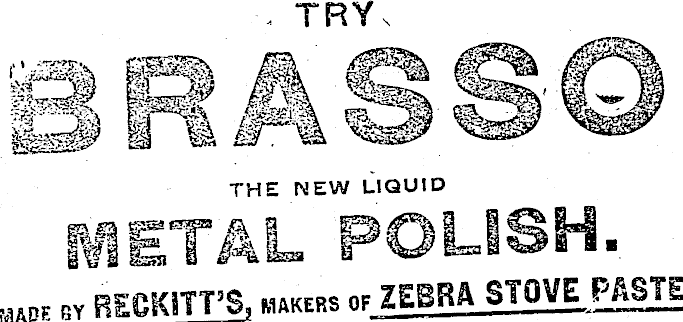 TRY
BRASSO
THE NEW LIQUID
METAL POLISH.
MADE BY RECKITT'S, MAKERS OF ZEBRA STOVE PASTE